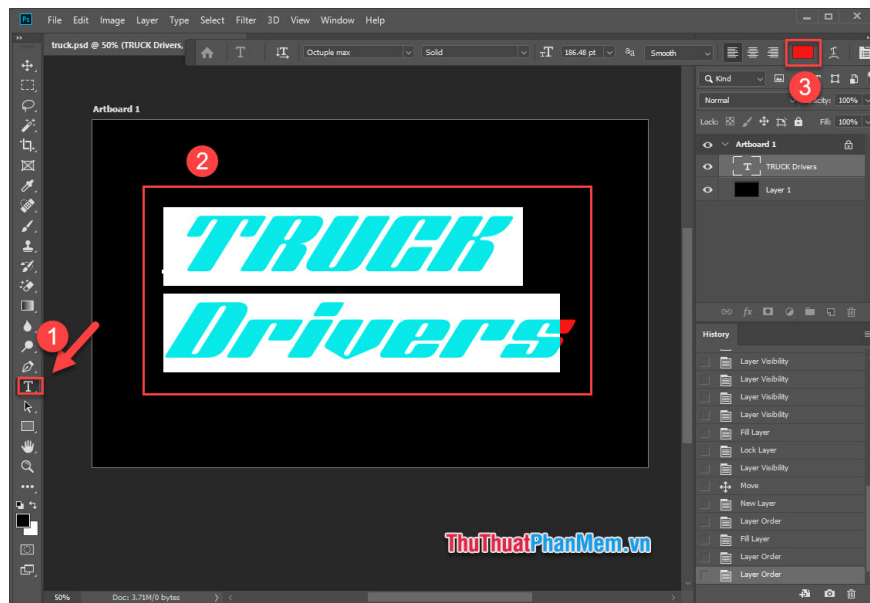 Ps File Edit Image Layer Type Select Filter 3D View Window Help
truck.psd @ 50% (TRUCK Drivers,
T Octuple max Solid 186.48 pt Smooth
3
Kind
Normal
100%
Lock: Fill: 100%
Artboard 1
T TRUCK Drivers
Layer 1
fx
Artboard 1
2
TRUCK
Drivers
1
T
History
Layer Visibility
Layer Visibility
Layer Visibility
Layer Visibility
Fill Layer
Lock Layer
Layer Visibility
Move
New Layer
Layer Order
Fill Layer
Layer Order
Layer Order
ThuThuatPhanMem.vn
50% Doc: 3.71M/0 bytes